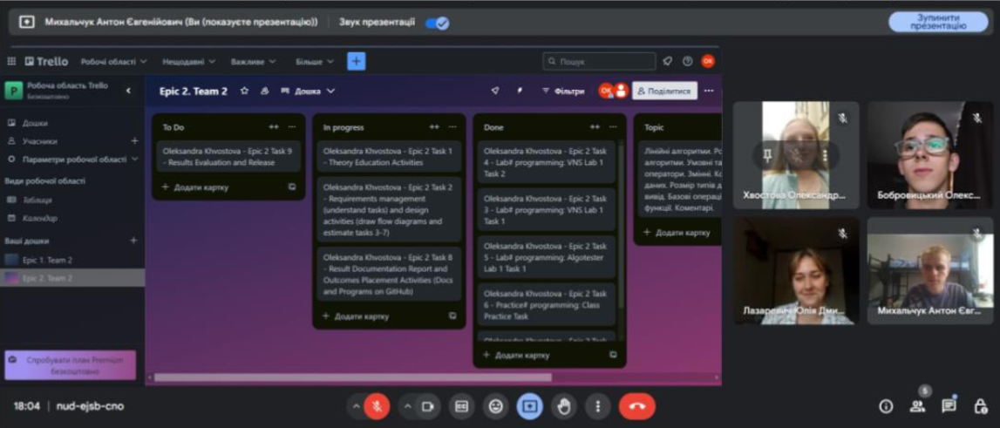 Михальчук Антон Євгенійович (Ви (показуєте презентацію))
Звук презентації
Зупинити
презентацію
Trello
Робочі області
Нещодавні
Важливе
Більше
Пошук
OK
P
Робоча область Trello
Безкоштовно
Epic 2. Team 2
Дошка
Фільтри
OK
Поділитися
Дошки
Учасники
Параметри робочої області
Види робочої області
Таблиця
Календар
Ваші дошки
Epic 1. Team 2
Epic 2. Team 2
Спробувати план Premium
безкоштовно
To Do
Oleksandra Khvostova - Epic 2 Task 9
- Results Evaluation and Release
Додати картку
In progress
Oleksandra Khvostova - Epic 2 Task 1
- Theory Education Activities
Oleksandra Khvostova - Epic 2 Task 2
- Requirements management
(understand tasks) and design
activities (draw flow diagrams and
estimate tasks 3-7)
Oleksandra Khvostova - Epic 2 Task 8
- Result Documentation Report and
Outcomes Placement Activities (Docs
and Programs on GitHub)
Додати картку
Done
Oleksandra Khvostova - Epic 2 Task
4 - Lab# programming: VNS Lab 1
Task 2
Oleksandra Khvostova - Epic 2 Task
3 - Lab# programming: VNS Lab 1
Task 1
Oleksandra Khvostova - Epic 2 Task
5 - Lab# programming: Algotester
Lab 1 Task 1
Oleksandra Khvostova - Epic 2 Task
6 - Practice# programming: Class
Practice Task
Oleksandra Khvostova - Epic 2 Task
Додати картку
Topic
Лінійні алгоритми. Ро
алгоритми. Умовні та
оператори. Змінні. Ко
даних. Розмір типів д
вивід. Базові операці
функції. Коментарі.
Додати картку
Хвостова Олександр...
Бобровицький Олекс...
Лазаревич Юлія Дми...
Михальчук Антон Євг...
18:04 | nud-ejsb-cno
5